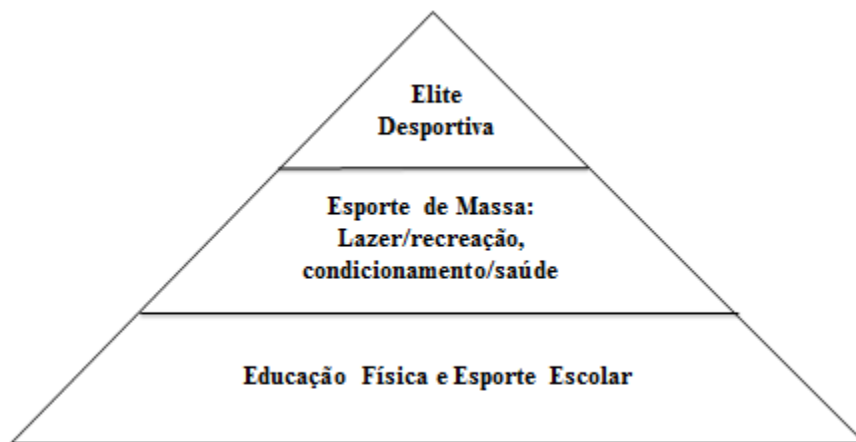 Elite
Desportiva
Esporte de Massa:
Lazer/recreação,
condicionamento/saúde
Educação Física e Esporte Escolar